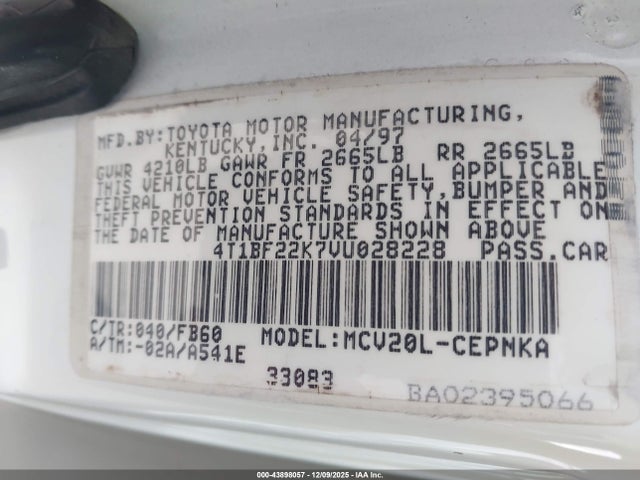 MFD.BY:TOYOTA MOTOR MANUFACTURING,
KENTUCKY,INC. 04/97
GVWR 4210LB GAWR FR 2665LB RR 2665LB
THIS VEHICLE CONFORMS TO ALL APPLICABLE
FEDERAL MOTOR VEHICLE SAFETY,BUMPER AND
THEFT PREVENTION STANDARDS IN EFFECT ON
THE DATE OF MANUFACTURE SHOWN ABOVE
4T1BF22K7VU028228 PASS.CAR
C/TR:040/FB60 MODEL:MCV20L-CEPNKA
A/TM:-02A/A541E
33083
BA02395066
000-43898057 - 12/09/2025 - IAA Inc.